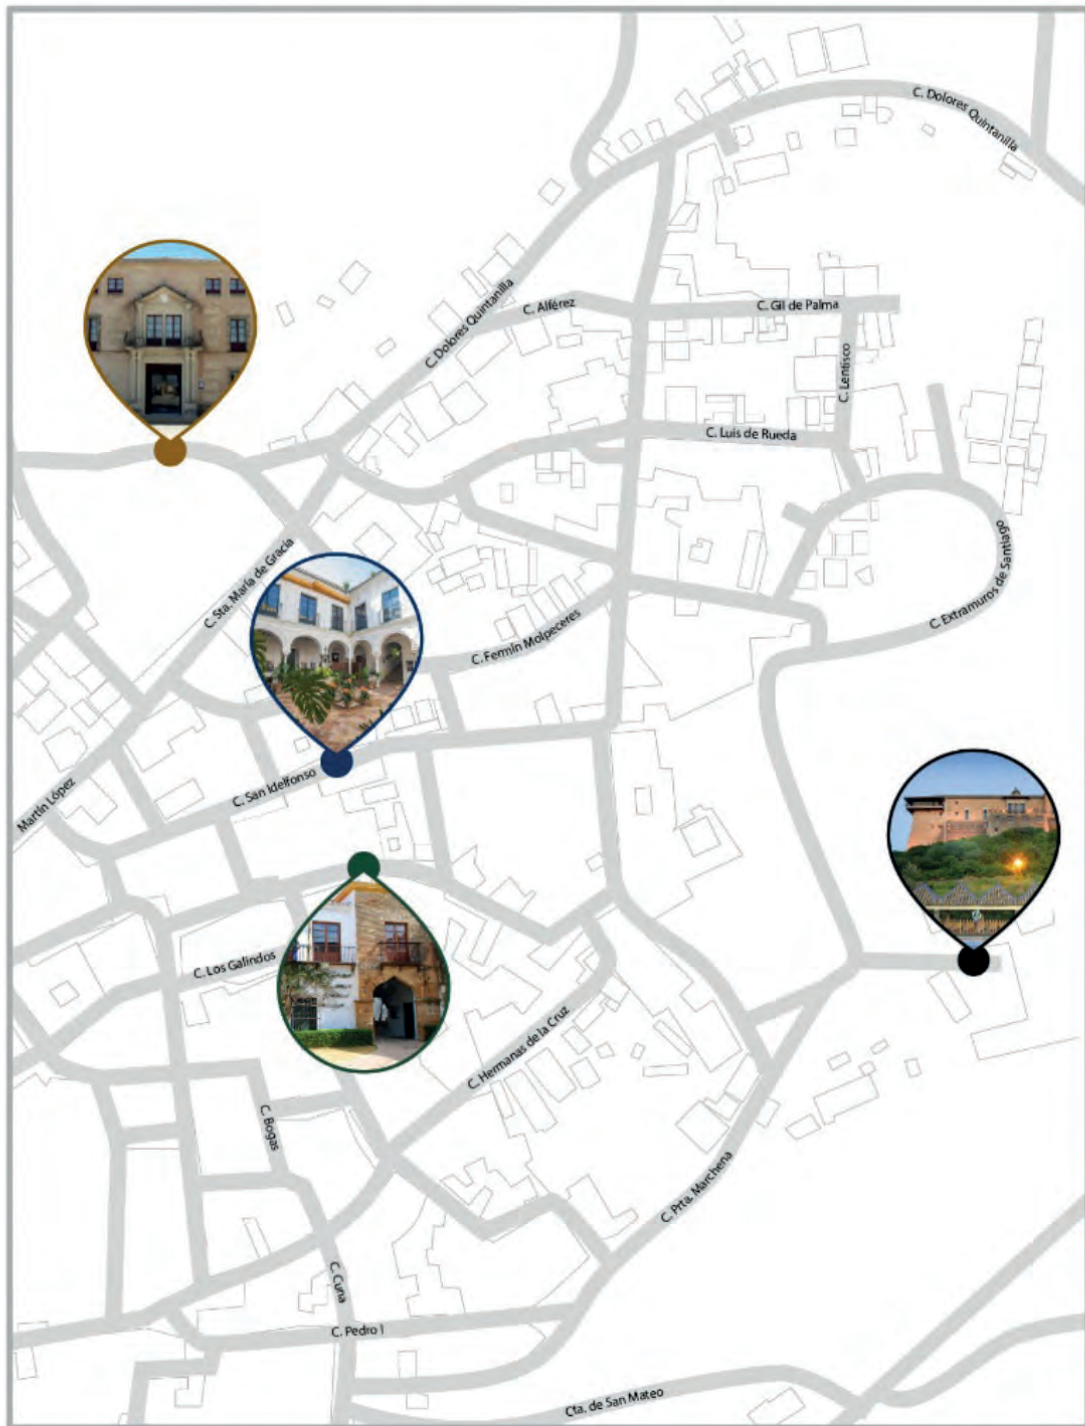 C. Dolores Quintanilla
C. Dolores Quintanilla
C. Alférez
C. Gil de Palma
C. Lentisco
C. Luis de Rueda
C. Sta. María de Gracia
C. Extramuros de Santiago
C. Fermín Molpeceres
Martín López
C. San Idelfonso
C. Los Galindos
C. Hermanas de la Cruz
C. Bogas
C. Prta. Marchena
C. Cuna
C. Pedro I
Cta. de San Mateo